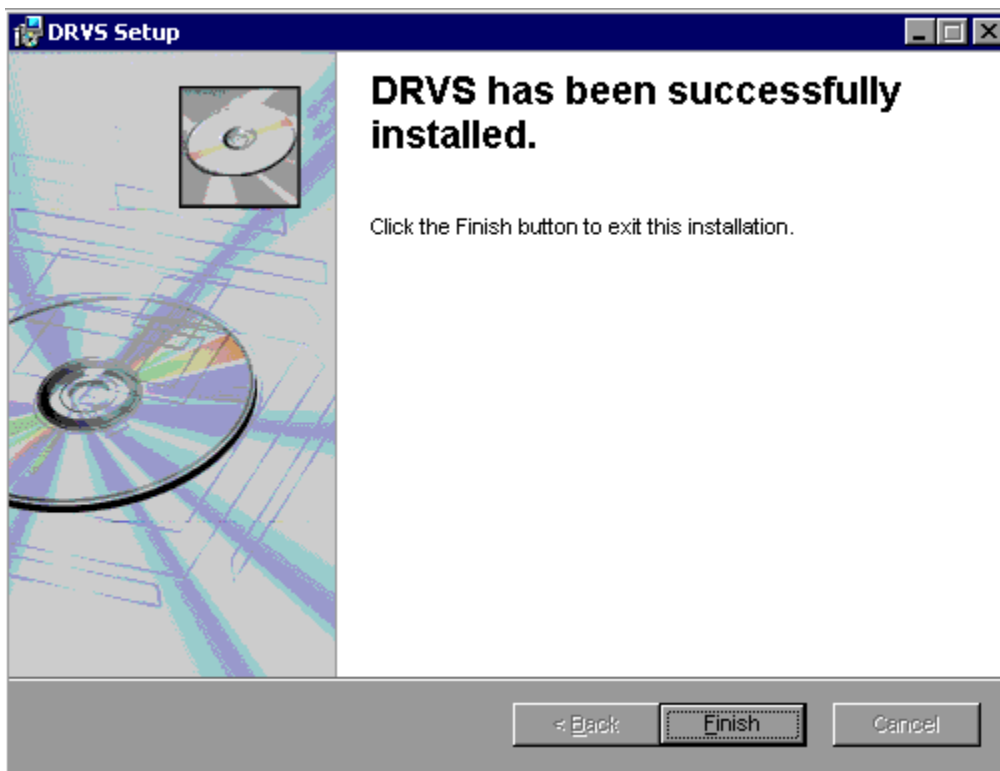 DRVS Setup
DRVS has been successfully
installed.
Click the Finish button to exit this installation.
< Back
Finish
Cancel